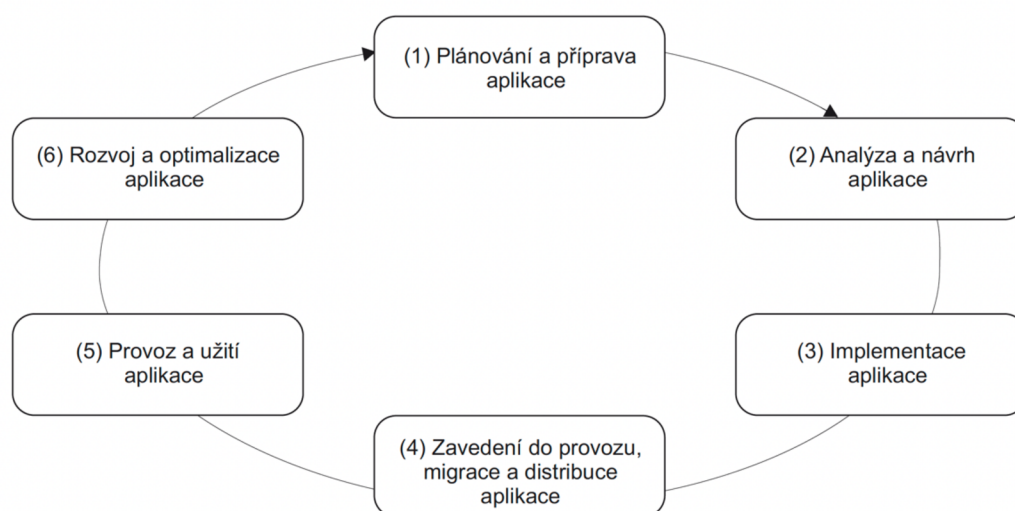 (1) Plánování a příprava
aplikace
(2) Analýza a návrh
aplikace
(3) Implementace
aplikace
(4) Zavedení do provozu,
migrace a distribuce
aplikace
(5) Provoz a užití
aplikace
(6) Rozvoj a optimalizace
aplikace